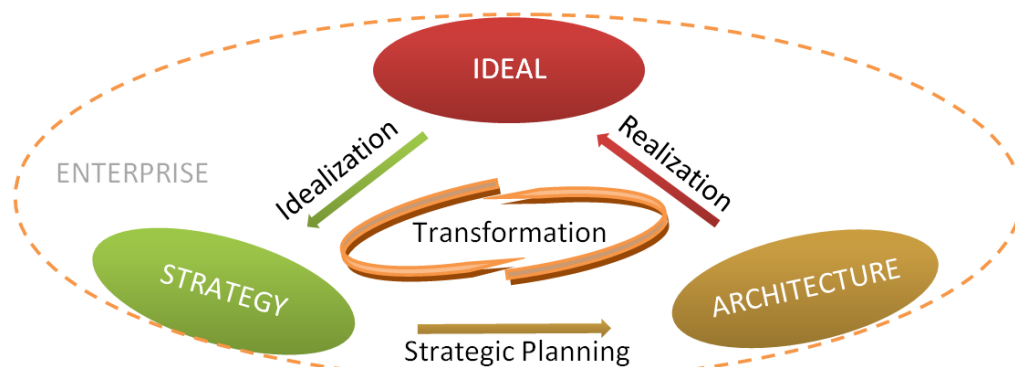 IDEAL
Idealization
Realization
ENTERPRISE
Transformation
STRATEGY
ARCHITECTURE
Strategic Planning